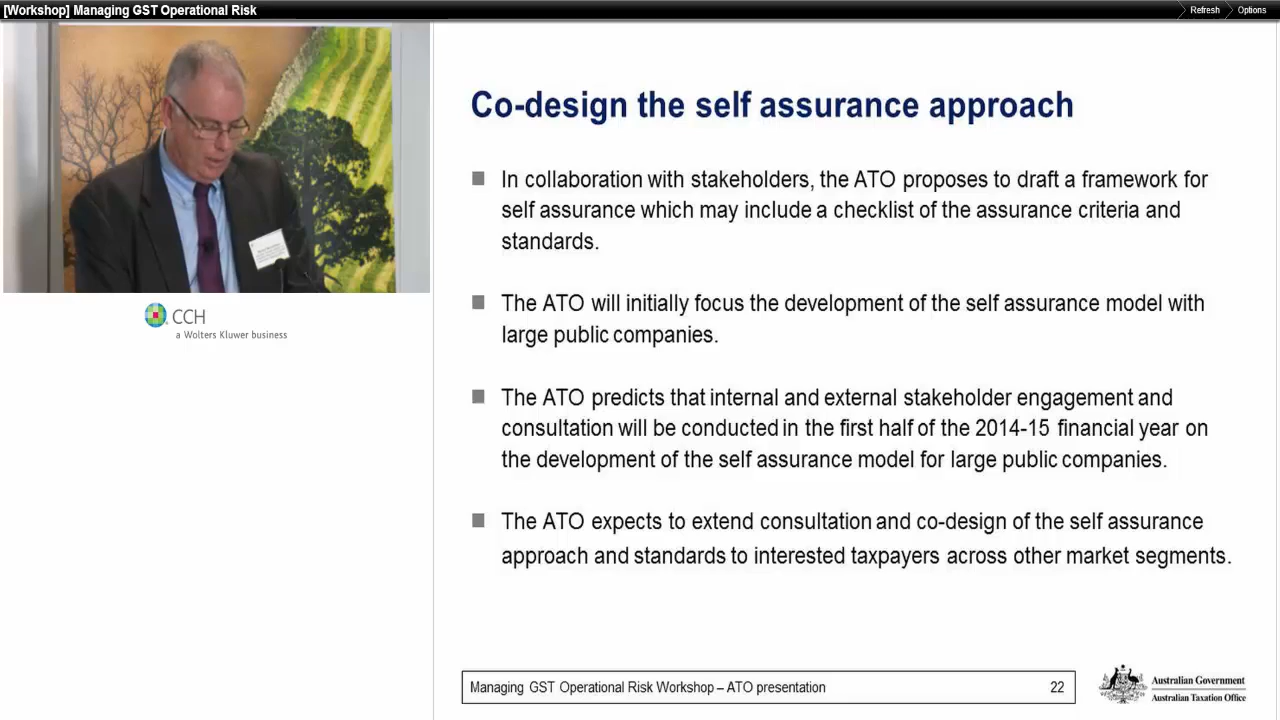 [Workshop] Managing GST Operational Risk
Refresh
Options
CCH
a Wolters Kluwer business
Co-design the self assurance approach
In collaboration with stakeholders, the ATO proposes to draft a framework for
self assurance which may include a checklist of the assurance criteria and
standards.
The ATO will initially focus the development of the self assurance model with
large public companies.
The ATO predicts that internal and external stakeholder engagement and
consultation will be conducted in the first half of the 2014-15 financial year on
the development of the self assurance model for large public companies.
The ATO expects to extend consultation and co-design of the self assurance
approach and standards to interested taxpayers across other market segments.
Managing GST Operational Risk Workshop – ATO presentation
22
Australian Government
Australian Taxation Office